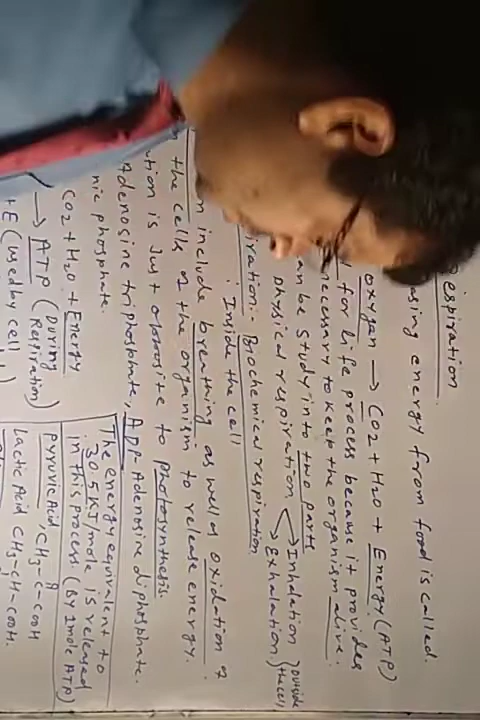 Respiration
asing energy from food is called.
oxygen → CO2 + H2O + Energy (ATP)
for life process because it provides
necessary to keep the organism alive.
an be study into two parts
physical respiration Inhalation Exhalation (outside the cell)
iration:- Biochemical respiration
Inside the cell
n include breathing as well as oxidation of
n the cells of the organism to release energy.
tion is Just opposite to photosynthesis.
Adenosine triphosphate, ADP- Adenosine diphosphate.
nic phosphate.
CO2 + H2O + Energy
→ ATP (During Respiration)
+E (used by cell
The energy equivalent to
30.5 KJ/mole is released
in this process. (By 1mole ATP)
Pyruvic Acid, CH3-C-COOH
Lactic Acid CH3-CH-COOH.